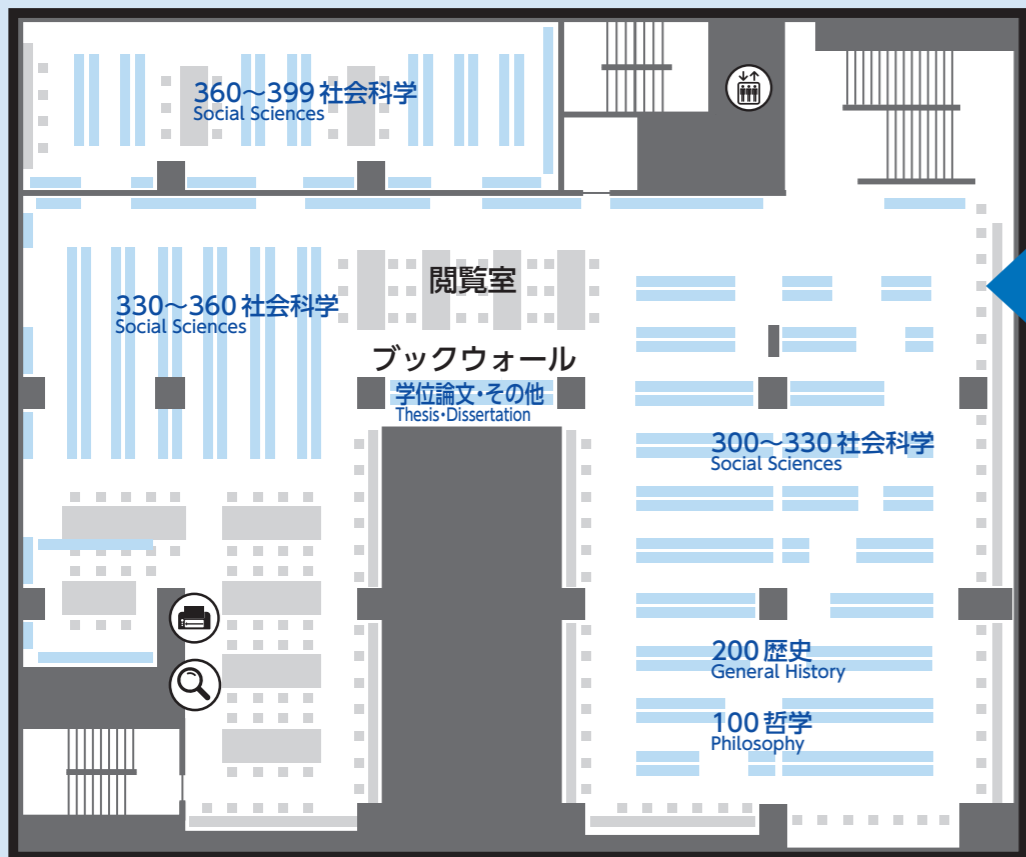 360～399 社会科学
Social Sciences
閲覧室
330～360 社会科学
Social Sciences
ブックウォール
学位論文・その他
Thesis・Dissertation
300～330 社会科学
Social Sciences
200 歴史
General History
100 哲学
Philosophy